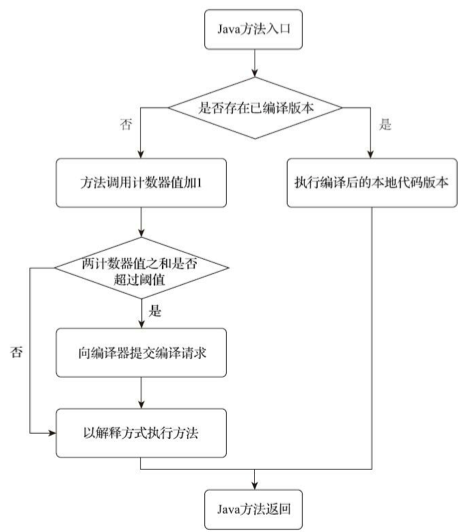 Java方法入口
是否存在已编译版本
否
是
方法调用计数器值加1
执行编译后的本地代码版本
两计数器值之和是否
超过阈值
是
否
向编译器提交编译请求
以解释方式执行方法
Java方法返回